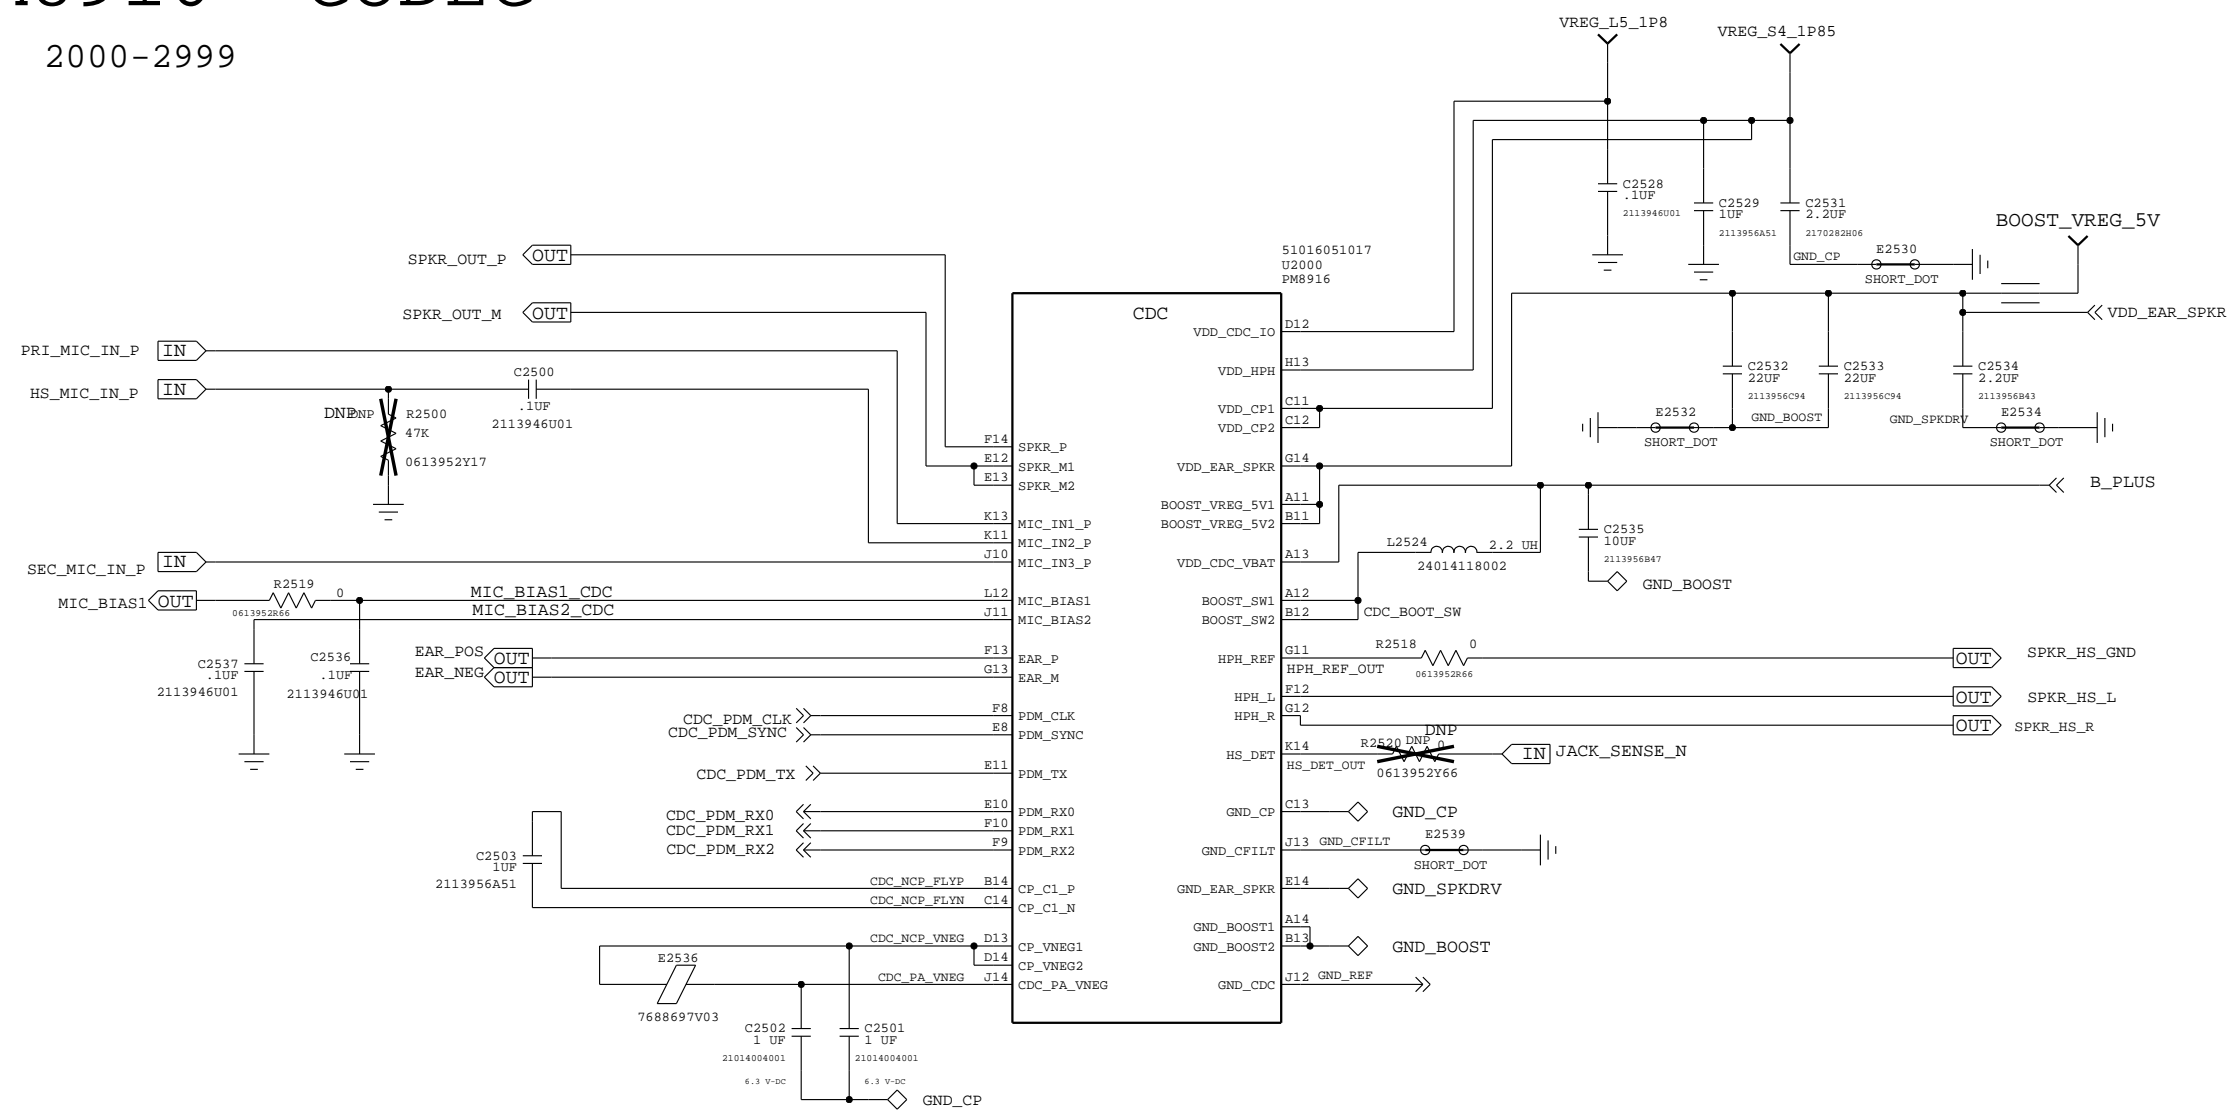 2000-2999
VREG_L5_1P8
VREG_S4_1P85
C2528
.1UF
2113946U01
C2529
1UF
2113956A51
C2531
2.2UF
2170282H06
BOOST_VREG_5V
GND_CP
E2530
SHORT_DOT
VDD_EAR_SPKR
C2532
22UF
2113956C94
C2533
22UF
2113956C94
C2534
2.2UF
2113956B43
E2532
SHORT_DOT
GND_BOOST
GND_SPKDRV
E2534
SHORT_DOT
B_PLUS
C2535
10UF
2113956B47
GND_BOOST
L2524
2.2 UH
24014118002
CDC_BOOT_SW
51016051017
U2000
PM8916
CDC
SPKR_OUT_P
OUT
SPKR_OUT_M
OUT
PRI_MIC_IN_P
IN
HS_MIC_IN_P
IN
C2500
.1UF
2113946U01
DNP
DNP
R2500
47K
0613952Y17
SEC_MIC_IN_P
IN
MIC_BIAS1
OUT
R2519
0
0613952R66
MIC_BIAS1_CDC
MIC_BIAS2_CDC
C2537
.1UF
2113946U01
C2536
.1UF
2113946U01
EAR_POS
OUT
EAR_NEG
OUT
CDC_PDM_CLK
CDC_PDM_SYNC
CDC_PDM_TX
CDC_PDM_RX0
CDC_PDM_RX1
CDC_PDM_RX2
C2503
1UF
2113956A51
CDC_NCP_FLYP
CDC_NCP_FLYN
CDC_NCP_VNEG
CDC_PA_VNEG
E2536
7688697V03
C2502
1 UF
21014004001
6.3 V-DC
C2501
1 UF
21014004001
6.3 V-DC
GND_CP
F14 SPKR_P
E12 SPKR_M1
E13 SPKR_M2
K13 MIC_IN1_P
K11 MIC_IN2_P
J10 MIC_IN3_P
L12 MIC_BIAS1
J11 MIC_BIAS2
F13 EAR_P
G13 EAR_M
F8 PDM_CLK
E8 PDM_SYNC
E11 PDM_TX
E10 PDM_RX0
F10 PDM_RX1
F9 PDM_RX2
B14 CP_C1_P
C14 CP_C1_N
D13 CP_VNEG1
D14 CP_VNEG2
J14 CDC_PA_VNEG
VDD_CDC_IO D12
VDD_HPH H13
VDD_CP1 C11
VDD_CP2 C12
VDD_EAR_SPKR G14
BOOST_VREG_5V1 A11
BOOST_VREG_5V2 B11
VDD_CDC_VBAT A13
BOOST_SW1 A12
BOOST_SW2 B12
HPH_REF G11
HPH_L F12
HPH_R G12
HS_DET K14
GND_CP C13
GND_CFILT J13
GND_EAR_SPKR E14
GND_BOOST1 A14
GND_BOOST2 B13
GND_CDC J12
HPH_REF_OUT
R2518
0
0613952R66
OUT
SPKR_HS_GND
OUT
SPKR_HS_L
OUT
SPKR_HS_R
DNP
R2520
DNP
0
HS_DET_OUT
0613952Y66
IN
JACK_SENSE_N
GND_CP
GND_CFILT
E2539
SHORT_DOT
GND_SPKDRV
GND_BOOST
GND_REF